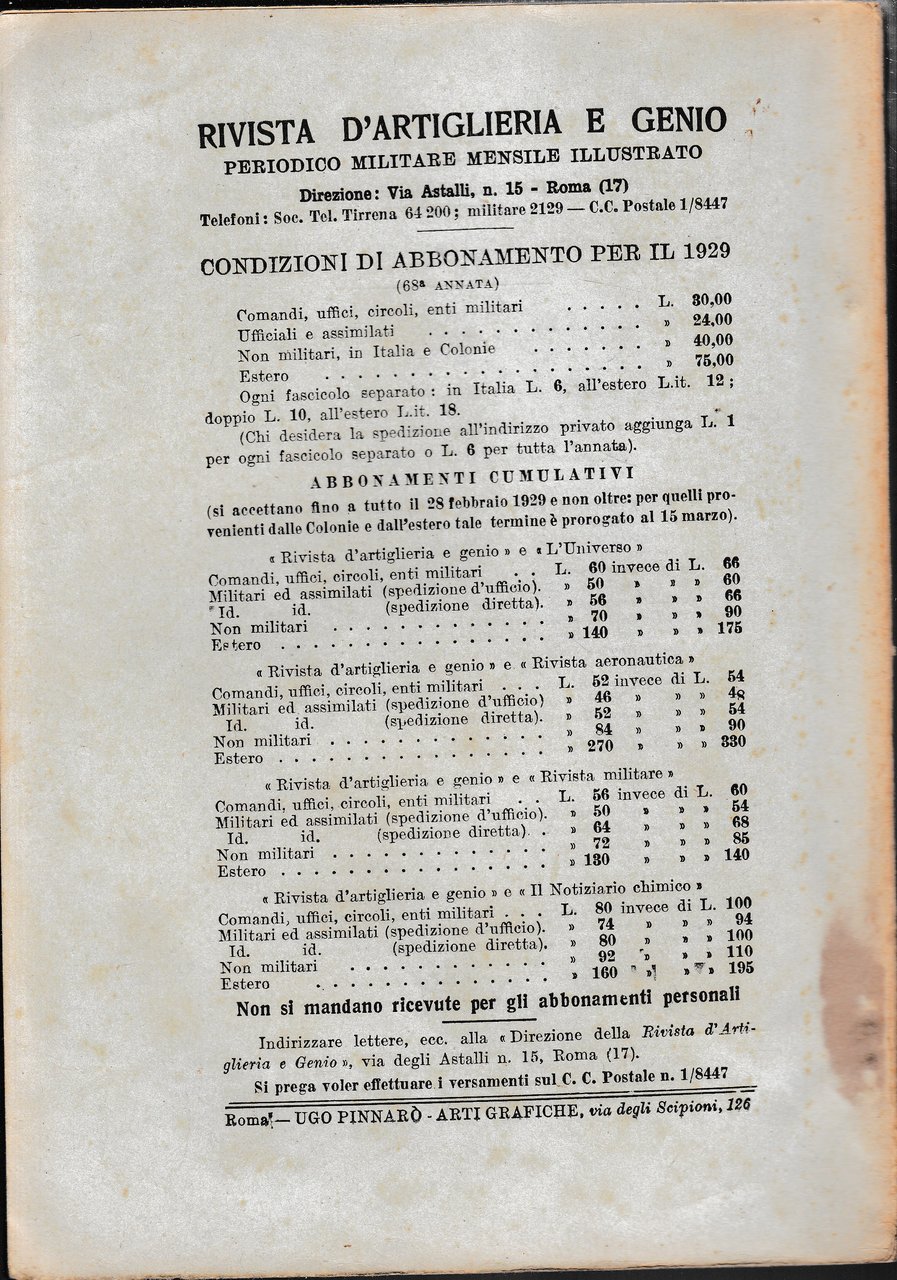 RIVISTA D'ARTIGLIERIA E GENIO
PERIODICO MILITARE MENSILE ILLUSTRATO
Direzione: Via Astalli, n. 15 - Roma (17)
Telefoni: Soc. Tel. Tirrena 64 200; militare 2129 — C.C. Postale 1/8447
CONDIZIONI DI ABBONAMENTO PER IL 1929
(68ª ANNATA)
Comandi, uffici, circoli, enti militari . . . . . L. 30,00
Ufficiali e assimilati . . . . . . . . . . . . » 24,00
Non militari, in Italia e Colonie . . . . . . . » 40,00
Estero . . . . . . . . . . . . . . . . » 75,00
Ogni fascicolo separato: in Italia L. 6, all'estero L.it. 12;
doppio L. 10, all'estero L.it. 18.
(Chi desidera la spedizione all'indirizzo privato aggiunga L. 1
per ogni fascicolo separato o L. 6 per tutta l'annata).
ABBONAMENTI CUMULATIVI
(si accettano fino a tutto il 28 febbraio 1929 e non oltre: per quelli pro-
venienti dalle Colonie e dall'estero tale termine è prorogato al 15 marzo).
« Rivista d'artiglieria e genio » e « L'Universo »
Comandi, uffici, circoli, enti militari . . L. 60 invece di L. 66
Militari ed assimilati (spedizione d'ufficio). » 50 » » » 60
Id. id. (spedizione diretta). » 56 » » » 66
Non militari . . . . . . . . . . . . . » 70 » » » 90
Estero . . . . . . . . . . . . . . . » 140 » » » 175
« Rivista d'artiglieria e genio » e « Rivista aeronautica »
Comandi, uffici, circoli, enti militari . . . L. 52 invece di L. 54
Militari ed assimilati (spedizione d'ufficio) » 46 » » » 48
Id. id. (spedizione diretta). » 52 » » » 54
Non militari . . . . . . . . . . . . . » 84 » » » 90
Estero . . . . . . . . . . . . . . . » 270 » » » 330
« Rivista d'artiglieria e genio » e « Rivista militare »
Comandi, uffici, circoli, enti militari . . L. 56 invece di L. 60
Militari ed assimilati (spedizione d'ufficio). » 50 » » » 54
Id. id. (spedizione diretta) . . » 64 » » » 68
Non militari . . . . . . . . . . . . . » 72 » » » 85
Estero . . . . . . . . . . . . . . . » 130 » » » 140
« Rivista d'artiglieria e genio » e « Il Notiziario chimico »
Comandi, uffici, circoli, enti militari . . . L. 80 invece di L. 100
Militari ed assimilati (spedizione d'ufficio). » 74 » » » 94
Id. id. (spedizione diretta). » 80 » » » 100
Non militari . . . . . . . . . . . . » 92 » » » 110
Estero . . . . . . . . . . . . . . » 160 » » » 195
Non si mandano ricevute per gli abbonamenti personali
Indirizzare lettere, ecc. alla « Direzione della Rivista d'Arti-
glieria e Genio », via degli Astalli n. 15, Roma (17).
Si prega voler effettuare i versamenti sul C. C. Postale n. 1/8447
Roma — UGO PINNARÒ - ARTI GRAFICHE, via degli Scipioni, 126